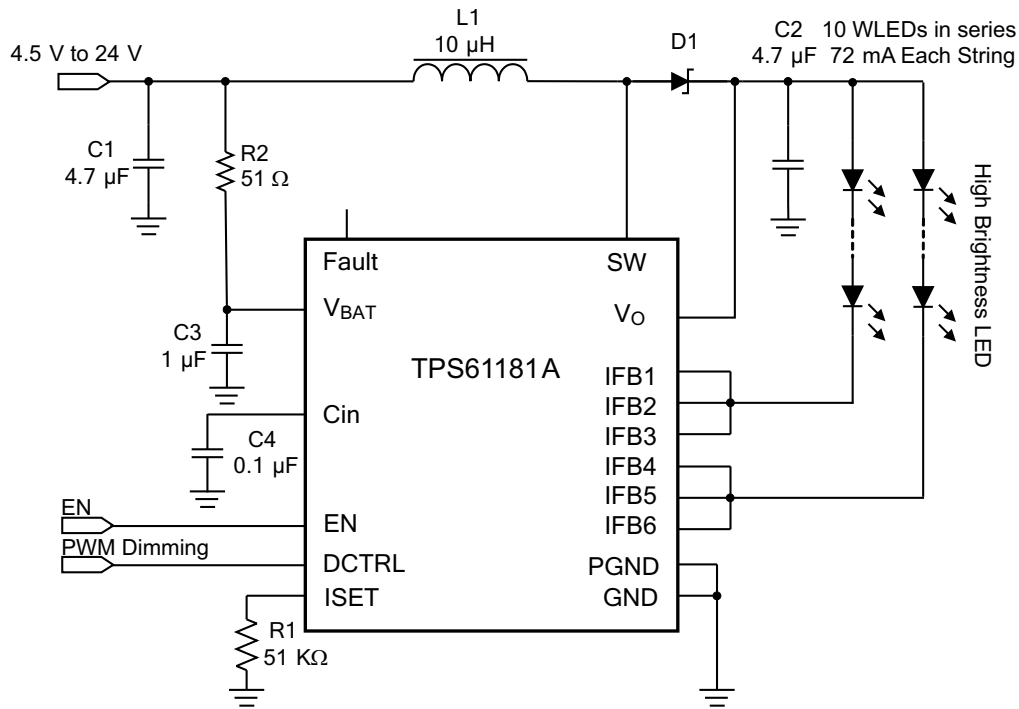 L1
10 µH
4.5 V to 24 V
D1
C2
4.7 µF
10 WLEDs in series
72 mA Each String
C1
4.7 µF
R2
51 Ω
High Brightness LED
Fault
SW
VBAT
VO
C3
1 µF
TPS61181A
IFB1
IFB2
IFB3
IFB4
IFB5
IFB6
Cin
C4
0.1 µF
EN
EN
PWM Dimming
DCTRL
PGND
ISET
GND
R1
51 KΩ